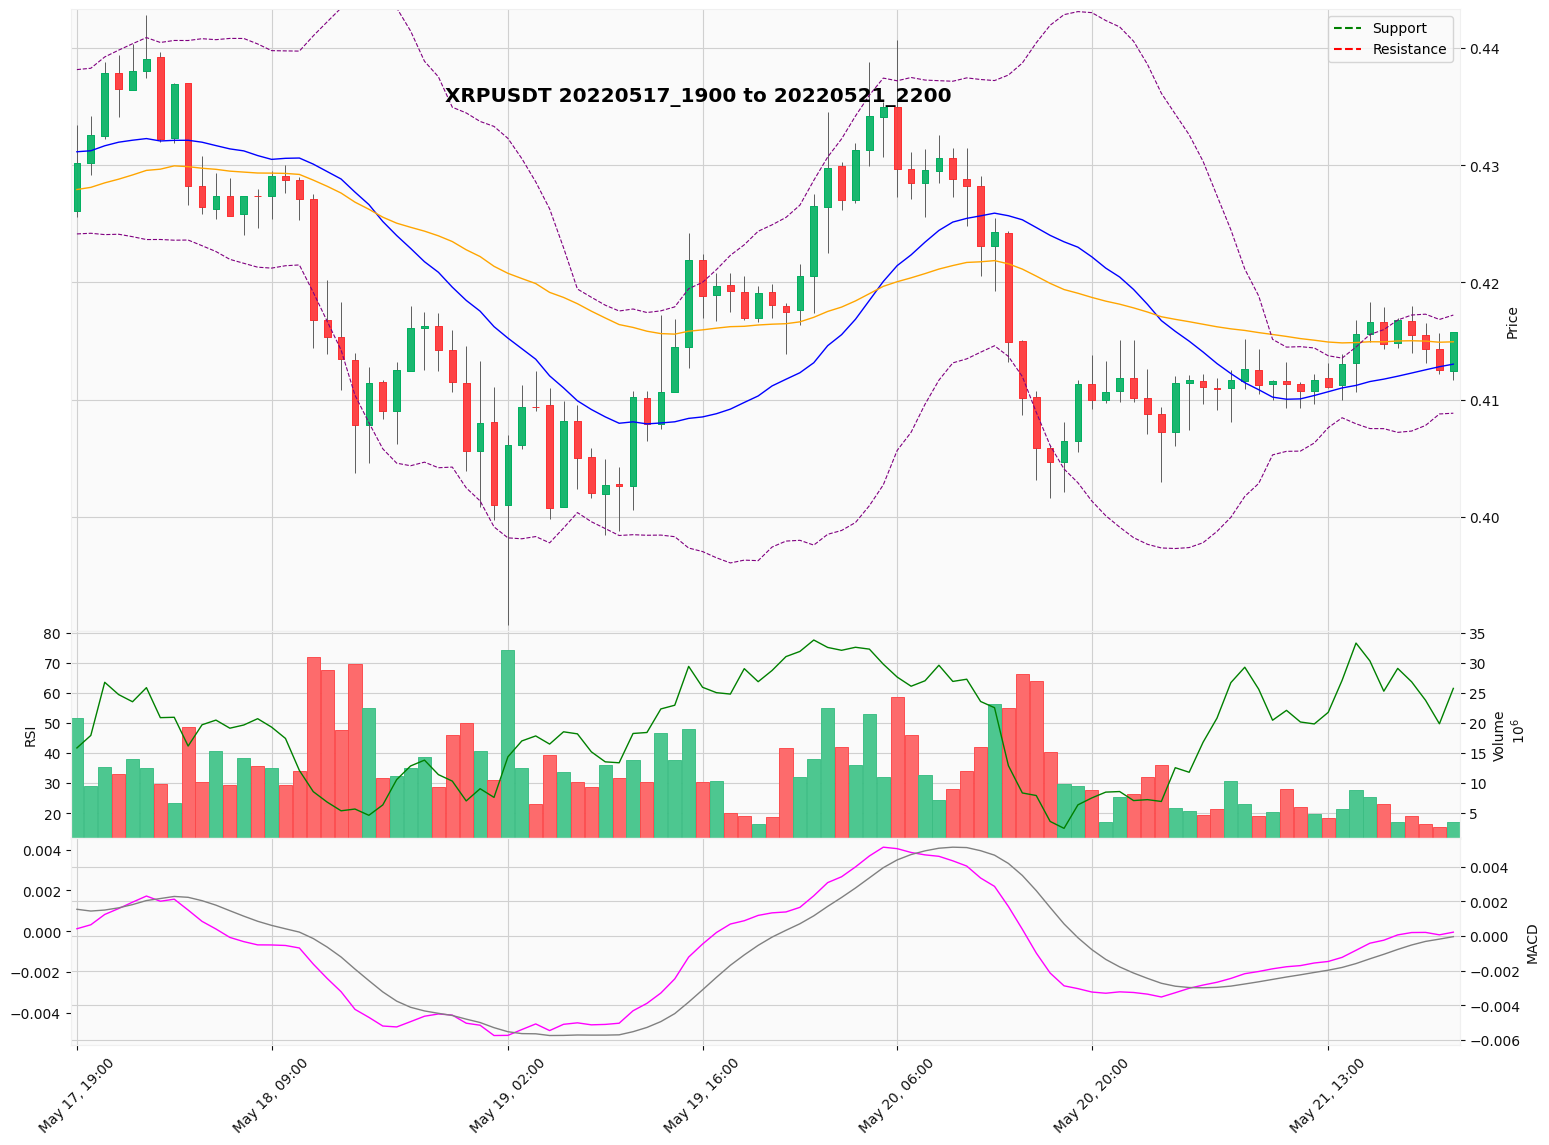 XRPUSDT 20220517_1900 to 20220521_2200
Support
Resistance
0.44
0.43
0.42
0.41
0.40
Price
80
70
60
50
40
30
20
RSI
35
30
25
20
15
10
5
Volume
10^6
0.004
0.002
0.000
−0.002
−0.004
0.004
0.002
0.000
−0.002
−0.004
−0.006
MACD
May 17, 19:00
May 18, 09:00
May 19, 02:00
May 19, 16:00
May 20, 06:00
May 20, 20:00
May 21, 13:00